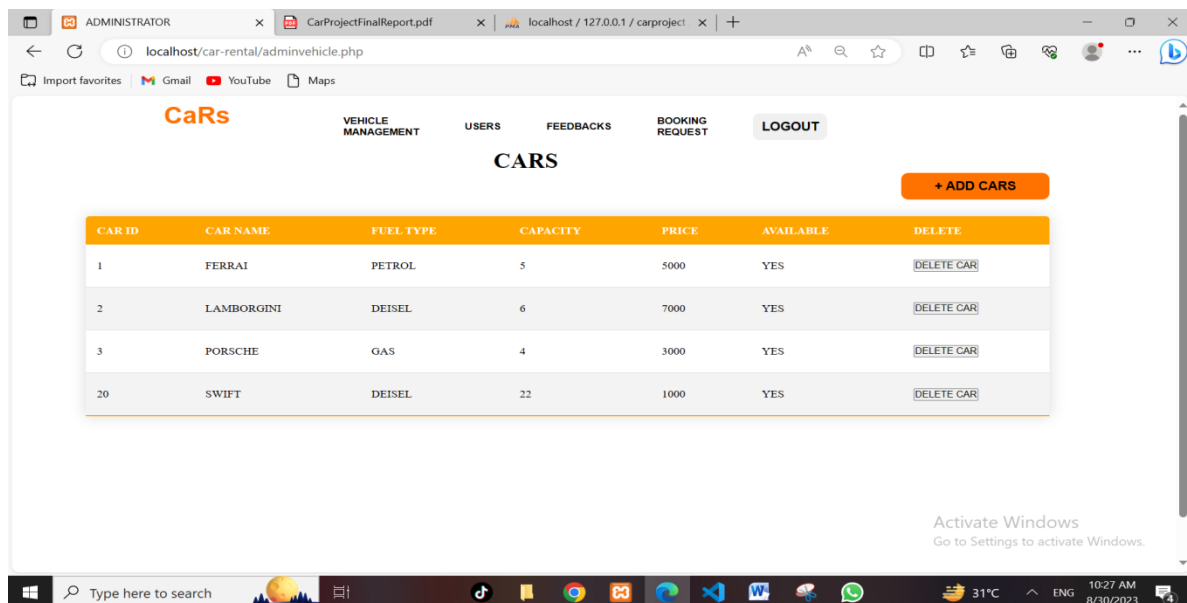 ADMINISTRATOR
CarProjectFinalReport.pdf
localhost / 127.0.0.1 / carproject
localhost/car-rental/adminvehicle.php
Import favorites
Gmail
YouTube
Maps
CaRs
VEHICLE
MANAGEMENT
USERS
FEEDBACKS
BOOKING
REQUEST
LOGOUT
CARS
+ ADD CARS
CAR ID CAR NAME FUEL TYPE CAPACITY PRICE AVAILABLE DELETE
1 FERRAI PETROL 5 5000 YES DELETE CAR
2 LAMBORGINI DEISEL 6 7000 YES DELETE CAR
3 PORSCHE GAS 4 3000 YES DELETE CAR
20 SWIFT DEISEL 22 1000 YES DELETE CAR
Activate Windows
Go to Settings to activate Windows.
Type here to search
31°C
ENG
10:27 AM
8/30/2023